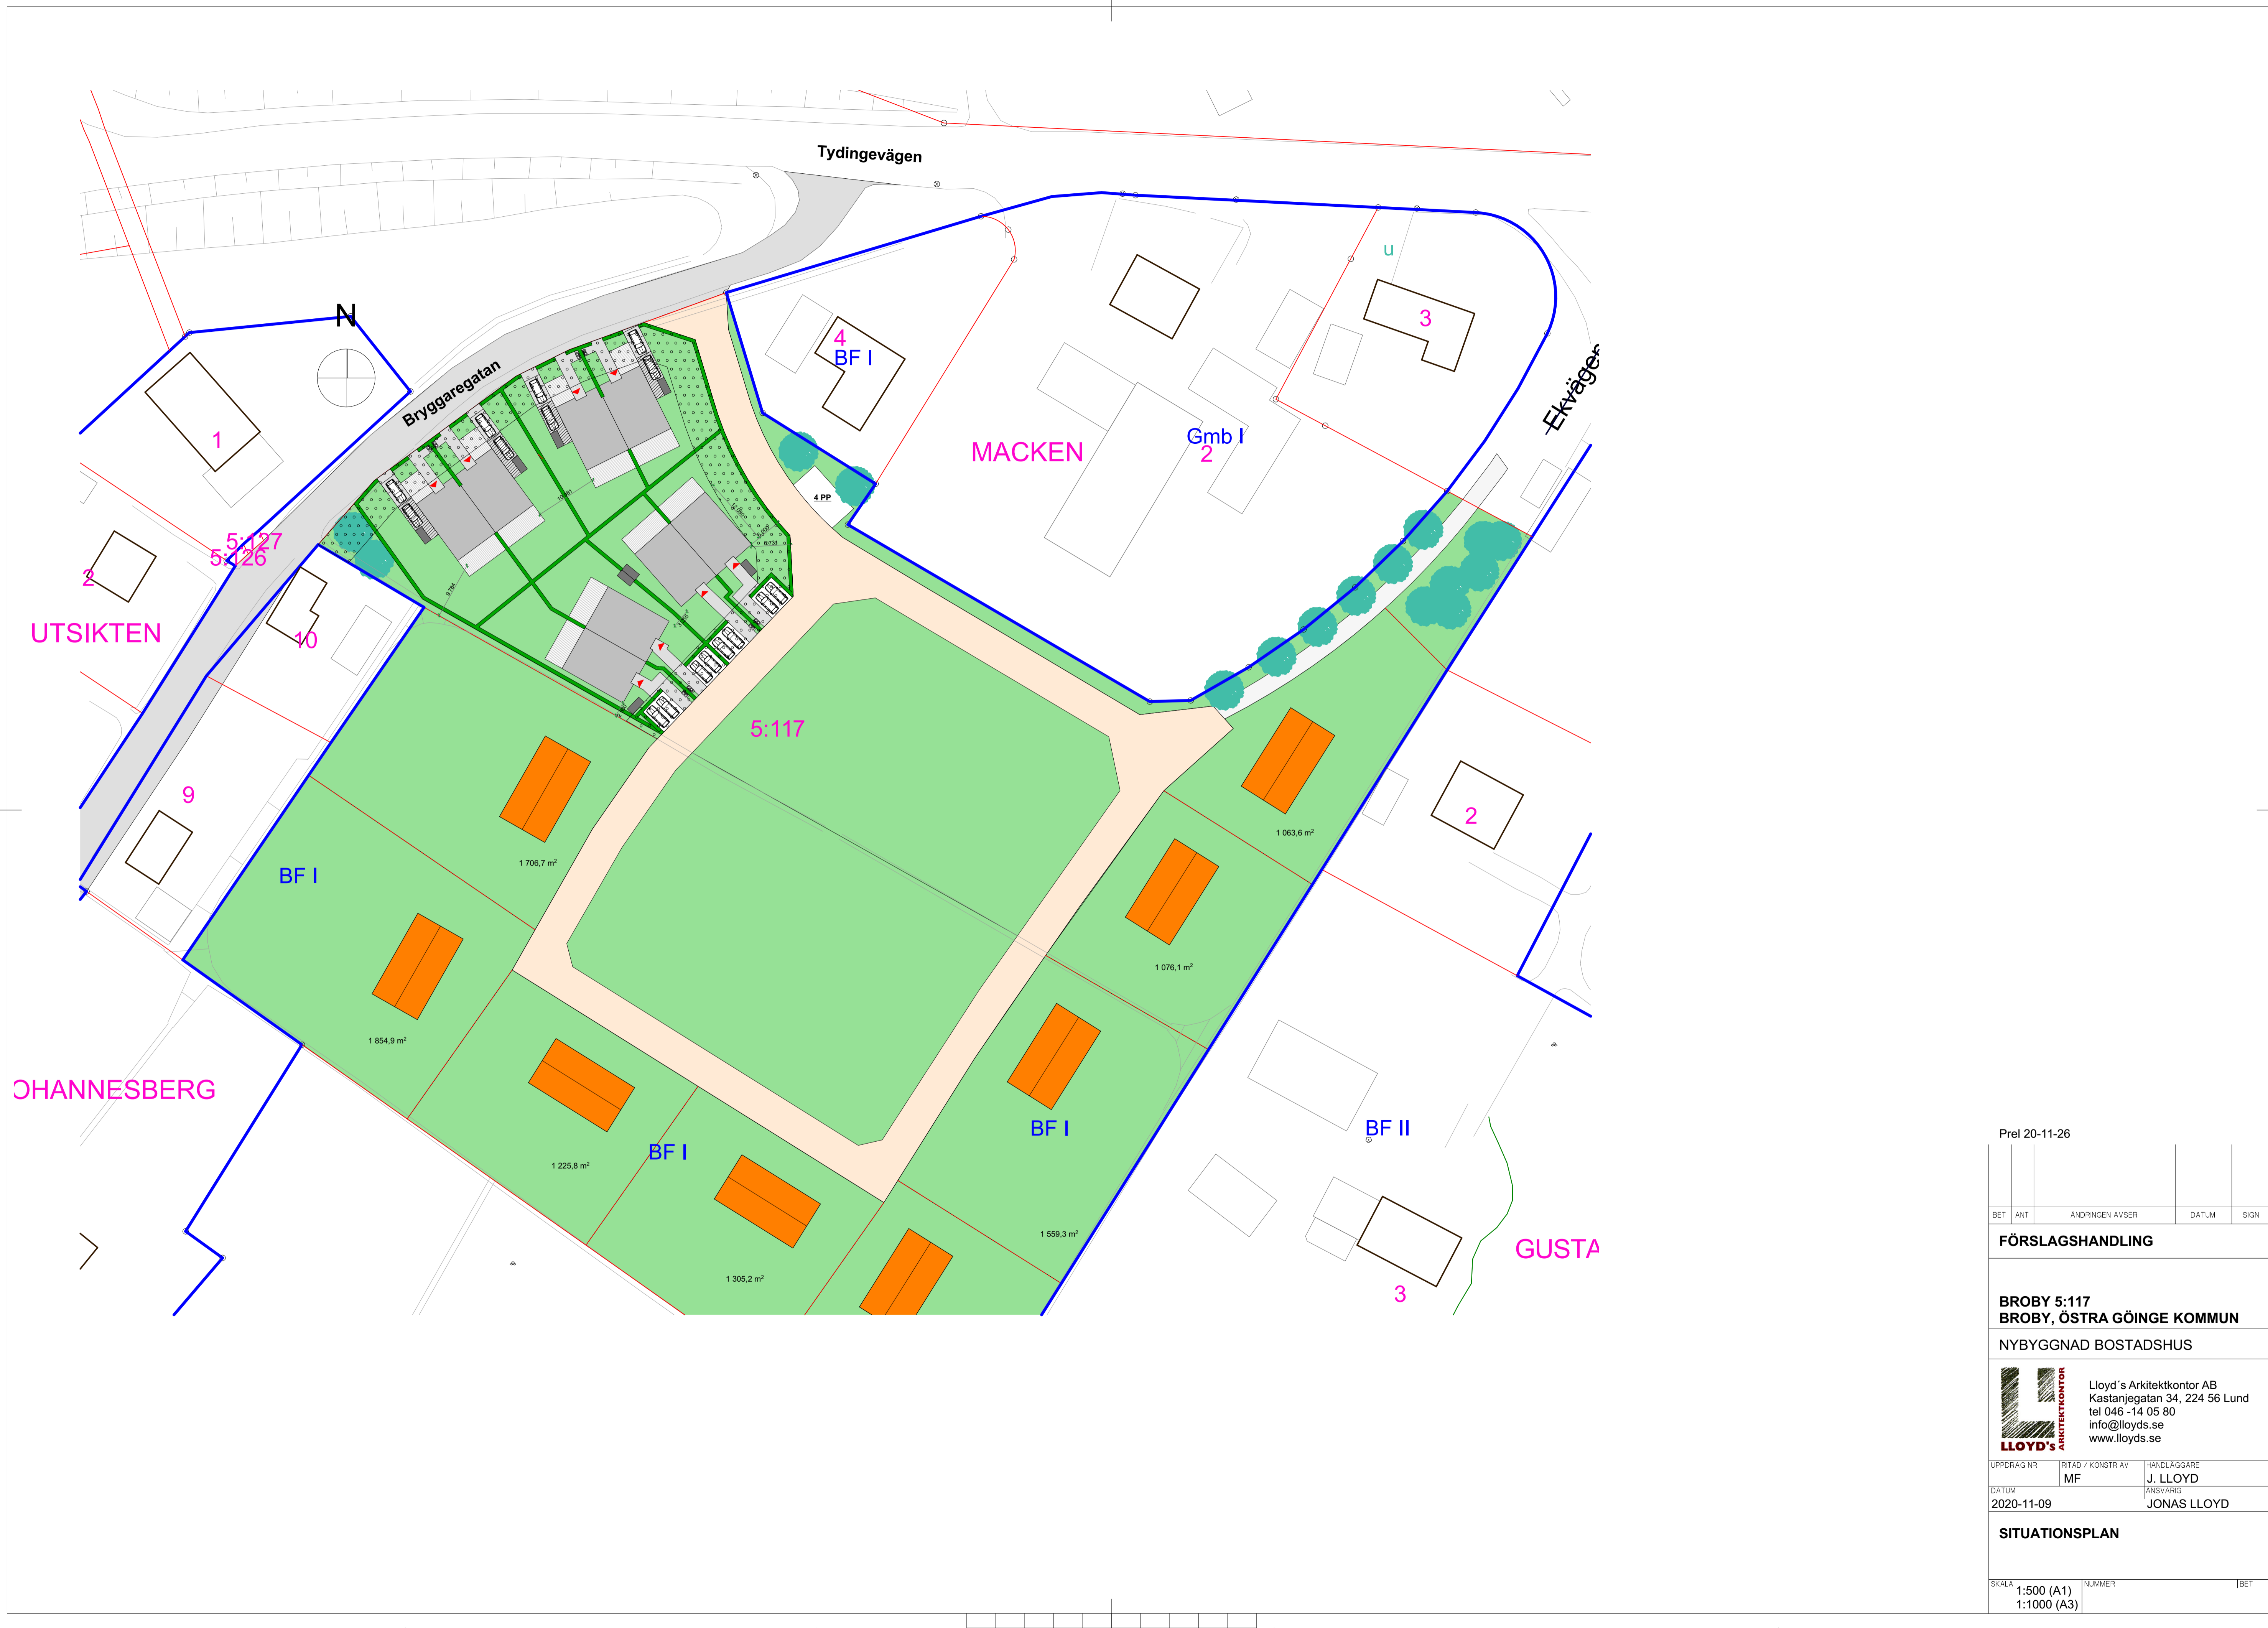 Tydingevägen
N
u
3
4
BF I
Bryggaregatan
Ekvägen
1
Gmb I
2
MACKEN
4 PP
5:127
5:126
2
UTSIKTEN
10
9 784
5:117
9
2
1 063,6 m²
1 706,7 m²
BF I
1 076,1 m²
1 854,9 m²
OHANNESBERG
BF I
BF II
BF I
1 225,8 m²
1 559,3 m²
GUSTA
1 305,2 m²
3
Prel 20-11-26
BET ANT ÄNDRINGEN AVSER DATUM SIGN
FÖRSLAGSHANDLING
BROBY 5:117
BROBY, ÖSTRA GÖINGE KOMMUN
NYBYGGNAD BOSTADSHUS
LLOYD's ARKITEKTKONTOR
Lloyd´s Arkitektkontor AB
Kastanjegatan 34, 224 56 Lund
tel 046 -14 05 80
info@lloyds.se
www.lloyds.se
UPPDRAG NR RITAD / KONSTR AV HANDLÄGGARE
MF J. LLOYD
DATUM ANSVARIG
2020-11-09 JONAS LLOYD
SITUATIONSPLAN
SKALA NUMMER BET
1:500 (A1)
1:1000 (A3)